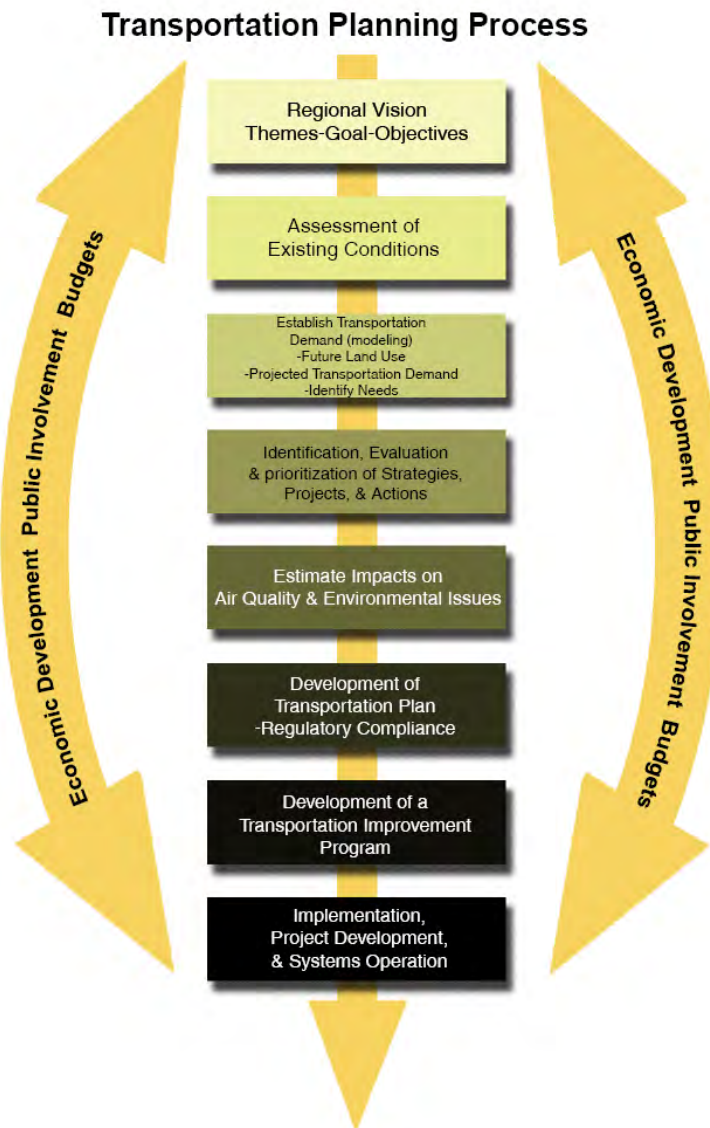 Transportation Planning Process
Regional Vision
Themes-Goal-Objectives
Assessment of
Existing Conditions
Establish Transportation
Demand (modeling)
-Future Land Use
-Projected Transportation Demand
-Identify Needs
Identification, Evaluation
& prioritization of Strategies,
Projects, & Actions
Estimate Impacts on
Air Quality & Environmental Issues
Development of
Transportation Plan
-Regulatory Compliance
Development of a
Transportation Improvement
Program
Implementation,
Project Development,
& Systems Operation
Economic Development Public Involvement Budgets
Economic Development Public Involvement Budgets